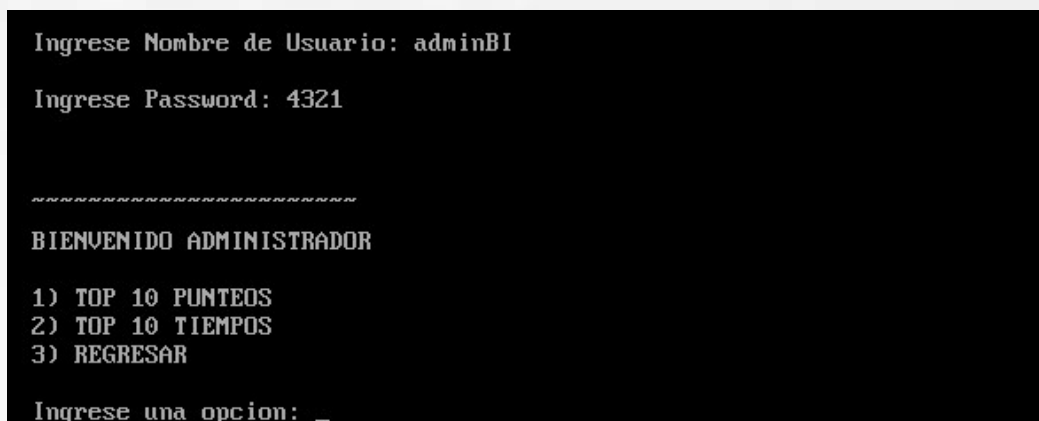 Ingrese Nombre de Usuario: adminBI
Ingrese Password: 4321
~~~~~~~~~~~~~~~~~~~~~~~
BIENVENIDO ADMINISTRADOR
1) TOP 10 PUNTEOS
2) TOP 10 TIEMPOS
3) REGRESAR
Ingrese una opcion: _